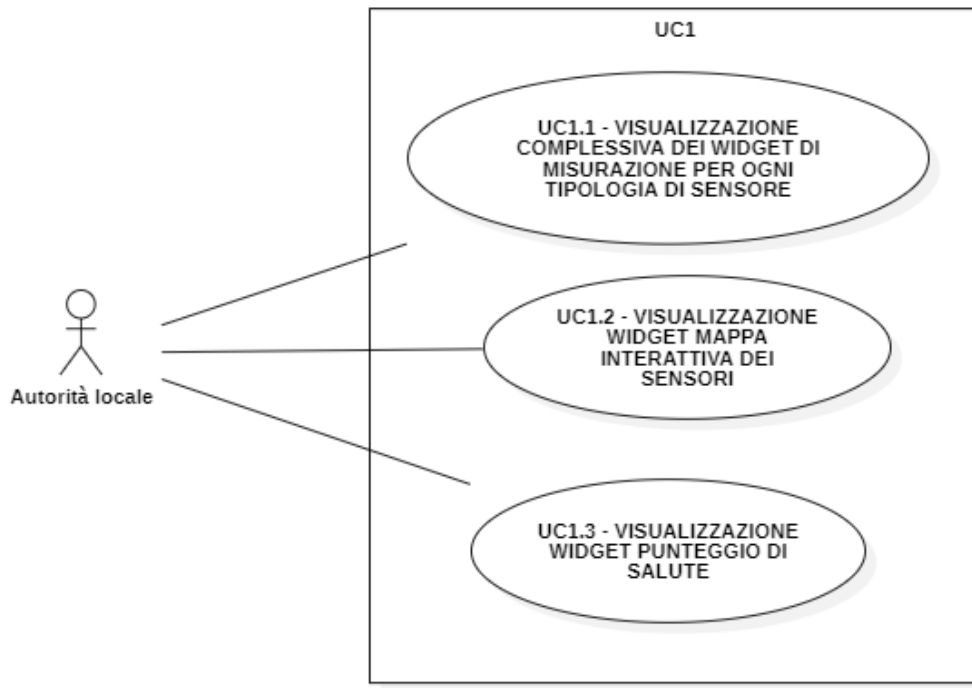 UC1
UC1.1 - VISUALIZZAZIONE
COMPLESSIVA DEI WIDGET DI
MISURAZIONE PER OGNI
TIPOLOGIA DI SENSORE
UC1.2 - VISUALIZZAZIONE
WIDGET MAPPA
INTERATTIVA DEI
SENSORI
Autorità locale
UC1.3 - VISUALIZZAZIONE
WIDGET PUNTEGGIO DI
SALUTE